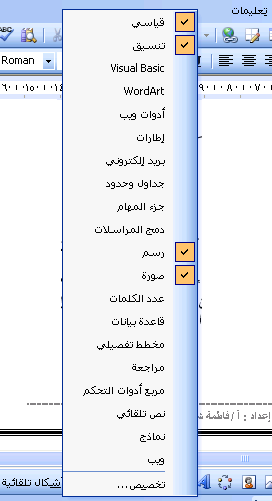 تعليمات
Roman
قياسي
تنسيق
Visual Basic
WordArt
أدوات ويب
إطارات
بريد إلكتروني
جداول وحدود
جزء المهام
دمج المراسلات
رسم
صورة
عدد الكلمات
قاعدة بيانات
مخطط تفصيلي
مراجعة
مربع أدوات التحكم
نص تلقائي
نماذج
ويب
تخصيص...
إعداد : أ / فاطمة
شكال تلقائية